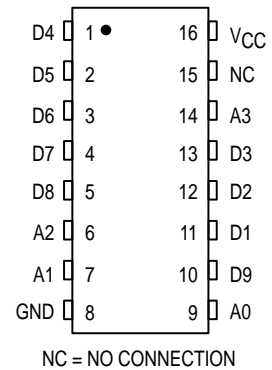 D4 1 16 VCC
D5 2 15 NC
D6 3 14 A3
D7 4 13 D3
D8 5 12 D2
A2 6 11 D1
A1 7 10 D9
GND 8 9 A0
NC = NO CONNECTION